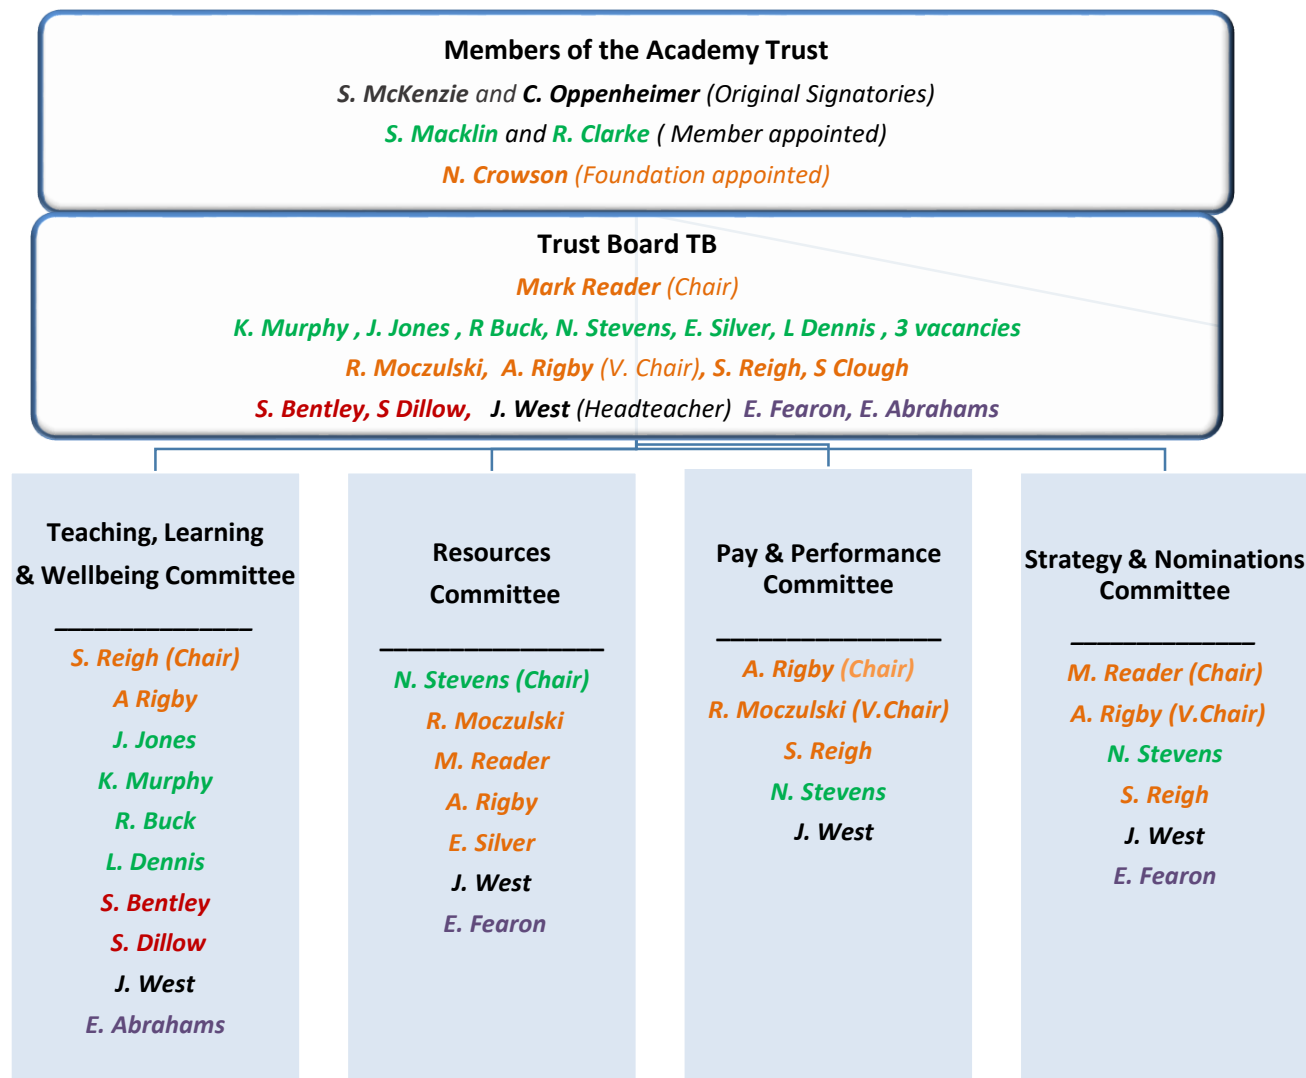 Members of the Academy Trust
S. McKenzie and C. Oppenheimer (Original Signatories)
S. Macklin and R. Clarke ( Member appointed)
N. Crowson (Foundation appointed)
Trust Board TB
Mark Reader (Chair)
K. Murphy , J. Jones , R Buck, N. Stevens, E. Silver, L Dennis , 3 vacancies
R. Moczulski, A. Rigby (V. Chair), S. Reigh, S Clough
S. Bentley, S Dillow, J. West (Headteacher) E. Fearon, E. Abrahams
Teaching, Learning
& Wellbeing Committee
S. Reigh (Chair)
A Rigby
J. Jones
K. Murphy
R. Buck
L. Dennis
S. Bentley
S. Dillow
J. West
E. Abrahams
Resources
Committee
N. Stevens (Chair)
R. Moczulski
M. Reader
A. Rigby
E. Silver
J. West
E. Fearon
Pay & Performance
Committee
A. Rigby (Chair)
R. Moczulski (V.Chair)
S. Reigh
N. Stevens
J. West
Strategy & Nominations
Committee
M. Reader (Chair)
A. Rigby (V.Chair)
N. Stevens
S. Reigh
J. West
E. Fearon